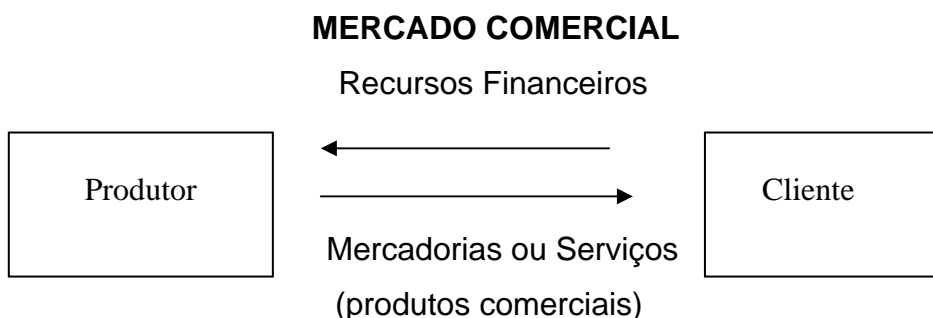 MERCADO COMERCIAL
Recursos Financeiros
Produtor
Cliente
Mercadorias ou Serviços
(produtos comerciais)